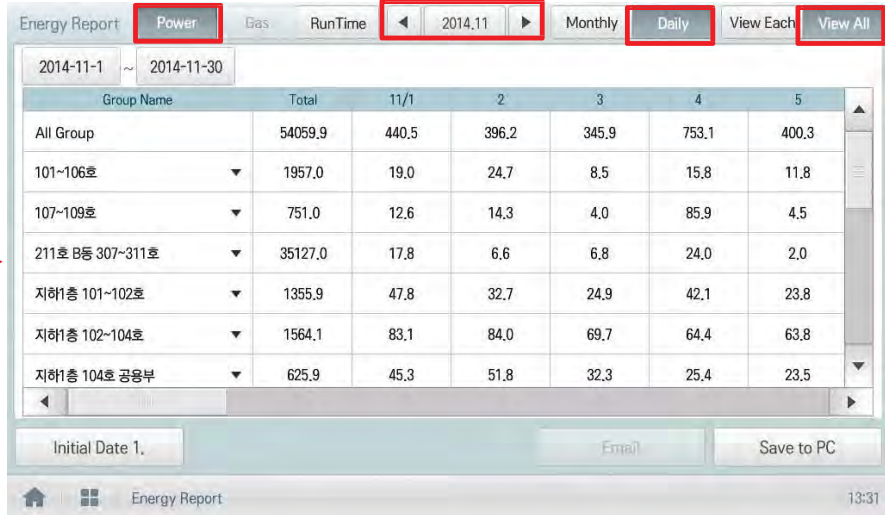 Energy Report Power Gas RunTime ◀ 2014.11 ▶ Monthly Daily View Each View All
2014-11-1 ~ 2014-11-30
Group Name Total 11/1 2 3 4 5
All Group 54059.9 440.5 396.2 345.9 753.1 400.3
101~106호 ▼ 1957.0 19.0 24.7 8.5 15.8 11.8
107~109호 ▼ 751.0 12.6 14.3 4.0 85.9 4.5
211호 B동 307~311호 ▼ 35127.0 17.8 6.6 6.8 24.0 2.0
지하1층 101~102호 ▼ 1355.9 47.8 32.7 24.9 42.1 23.8
지하1층 102~104호 ▼ 1564.1 83.1 84.0 69.7 64.4 63.8
지하1층 104호 공용부 ▼ 625.9 45.3 51.8 32.3 25.4 23.5
Initial Date 1. Email Save to PC
Energy Report 13:31